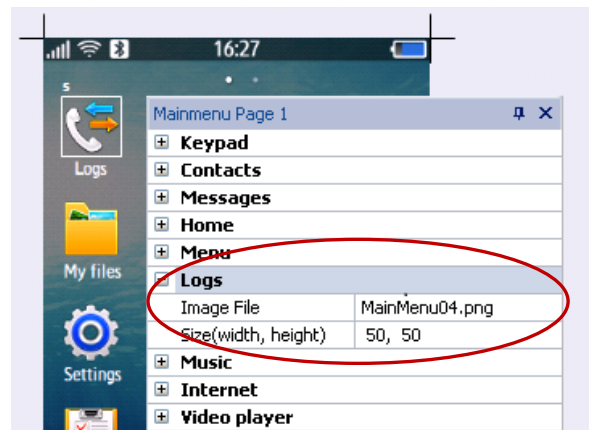 16:27
s
Logs
My files
Settings
Mainmenu Page 1
Keypad
Contacts
Messages
Home
Menu
Logs
Image File MainMenu04.png
Size(width, height) 50, 50
Music
Internet
Video player